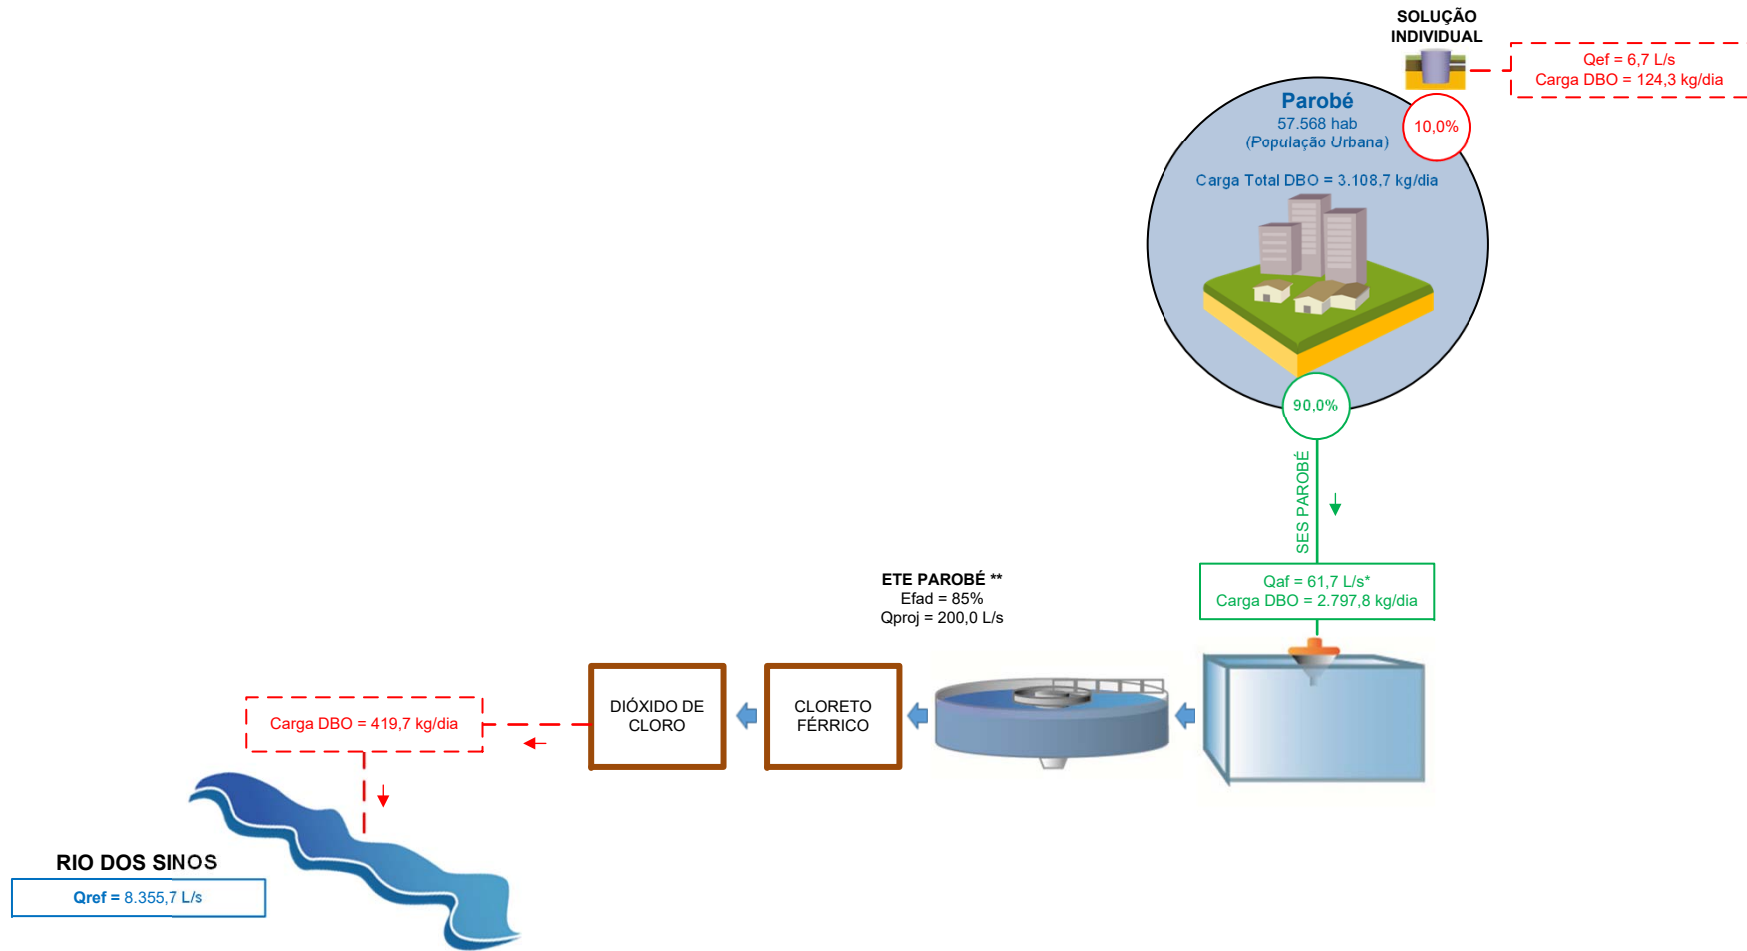 SOLUÇÃO
INDIVIDUAL
Qef = 6,7 L/s
Carga DBO = 124,3 kg/dia
Parobé
57.568 hab
(População Urbana)
10,0%
Carga Total DBO = 3.108,7 kg/dia
90,0%
SES PAROBÉ
Qaf = 61,7 L/s*
Carga DBO = 2.797,8 kg/dia
ETE PAROBÉ **
Efad = 85%
Qproj = 200,0 L/s
CLORETO
FÉRRICO
DIÓXIDO DE
CLORO
Carga DBO = 419,7 kg/dia
RIO DOS SINOS
Qref = 8.355,7 L/s